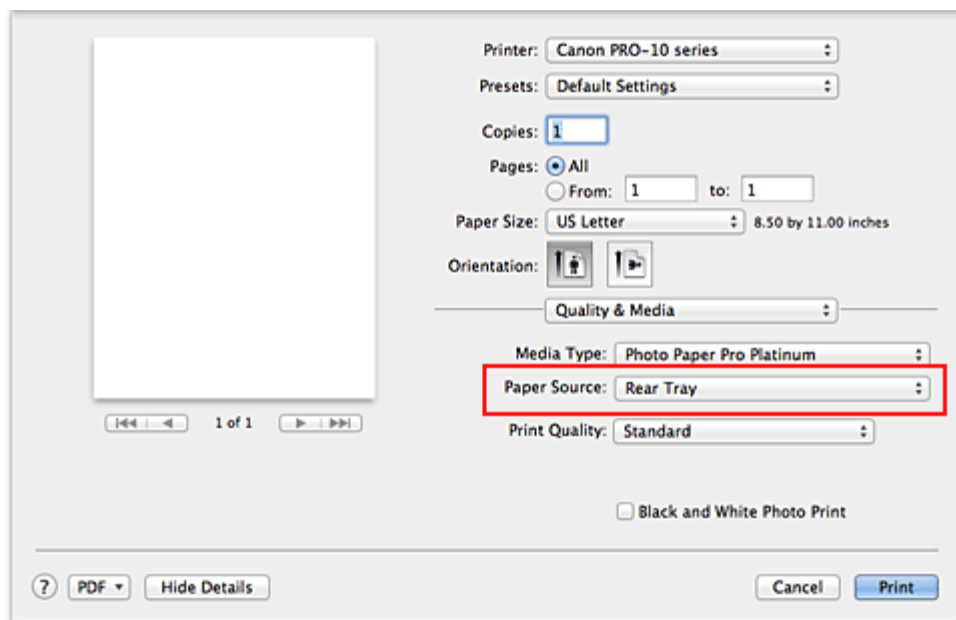 Printer: Canon PRO-10 series
Presets: Default Settings
Copies: 1
Pages: All
From: 1 to: 1
Paper Size: US Letter 8.50 by 11.00 inches
Orientation:
Quality & Media
Media Type: Photo Paper Pro Platinum
Paper Source: Rear Tray
1 of 1
Print Quality: Standard
Black and White Photo Print
? PDF Hide Details Cancel Print